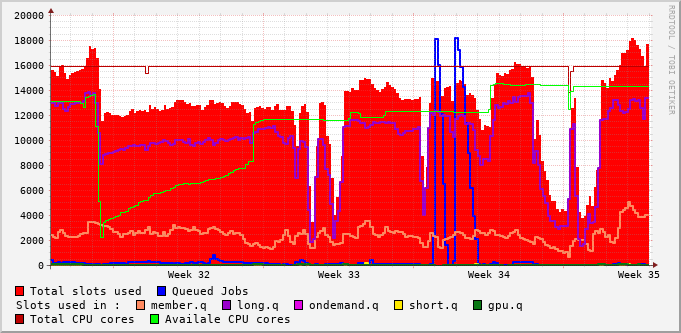 20000
18000
16000
14000
12000
10000
8000
6000
4000
2000
0
Week 32 Week 33 Week 34 Week 35
RRDTOOL / TOBI OETIKER
Total slots used Queued Jobs
Slots used in : member.q long.q ondemand.q short.q gpu.q
Total CPU cores Availale CPU cores